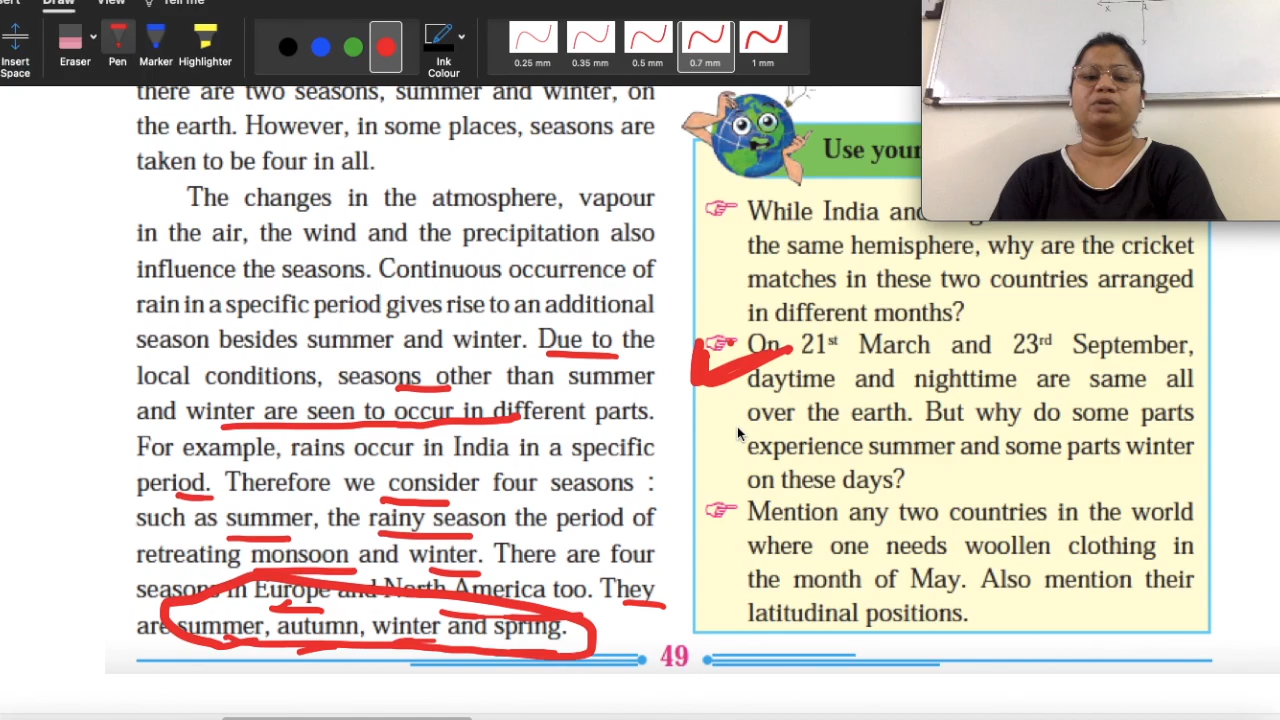 Draw
View
Tell me
Insert
Space
Eraser
Pen
Marker
Highlighter
Ink
Colour
0.25 mm
0.35 mm
0.5 mm
0.7 mm
1 mm
there are two seasons, summer and winter, on
the earth. However, in some places, seasons are
taken to be four in all.
The changes in the atmosphere, vapour
in the air, the wind and the precipitation also
influence the seasons. Continuous occurrence of
rain in a specific period gives rise to an additional
season besides summer and winter. Due to the
local conditions, seasons other than summer
and winter are seen to occur in different parts.
For example, rains occur in India in a specific
period. Therefore we consider four seasons :
such as summer, the rainy season the period of
retreating monsoon and winter. There are four
seasons in Europe and North America too. They
are summer, autumn, winter and spring.
Use your
While India and
the same hemisphere, why are the cricket
matches in these two countries arranged
in different months?
On 21st March and 23rd September,
daytime and nighttime are same all
over the earth. But why do some parts
experience summer and some parts winter
on these days?
Mention any two countries in the world
where one needs woollen clothing in
the month of May. Also mention their
latitudinal positions.
49